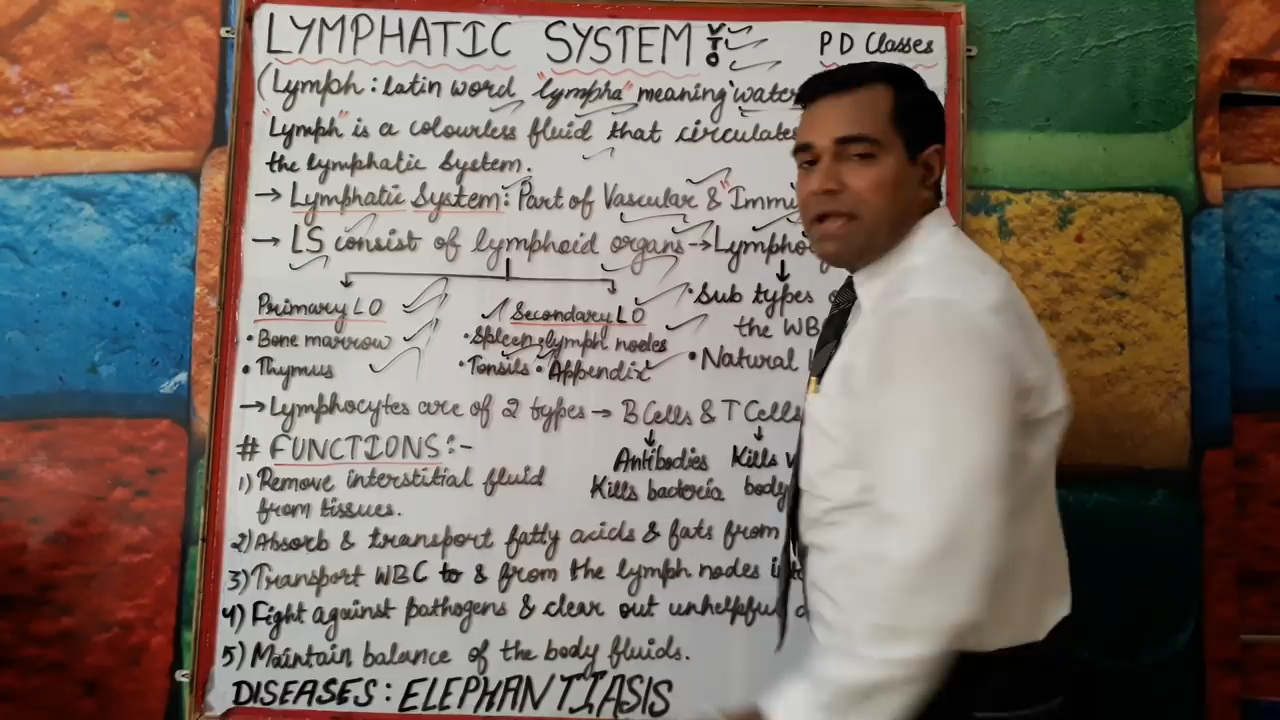 LYMPHATIC SYSTEM
V T O
P D Classes
(Lymph : latin word "lympha" meaning "water
"Lymph" is a colourless fluid that circulates
the lymphatic System.
→ Lymphatic System: Part of Vascular & "Immu
→ LS consist of lymphoid organs → Lympho
Primary LO
• Bone marrow
• Thymus
Secondary LO
• Spleen • lymph nodes
• Tonsils • Appendix
• Sub types
the WB
• Natural
→ Lymphocytes are of 2 types → B Cells & T Cells
Antibodies
Kills bacteria
Kills
body
# FUNCTIONS :-
1) Remove interstitial fluid
from tissues.
2) Absorb & transport fatty acids & fats from
3) Transport WBC to & from the lymph nodes
4) Fight against pathogens & clear out unhelpful
5) Maintain balance of the body fluids.
DISEASES : ELEPHANTIASIS